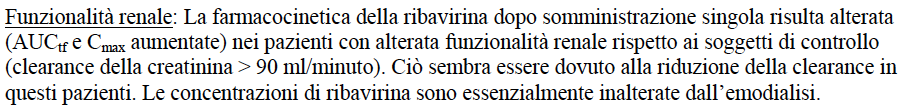 Funzionalità renale: La farmacocinetica della ribavirina dopo somministrazione singola risulta alterata
(AUCtf e Cmax aumentate) nei pazienti con alterata funzionalità renale rispetto ai soggetti di controllo
(clearance della creatinina > 90 ml/minuto). Ciò sembra essere dovuto alla riduzione della clearance in
questi pazienti. Le concentrazioni di ribavirina sono essenzialmente inalterate dall’emodialisi.